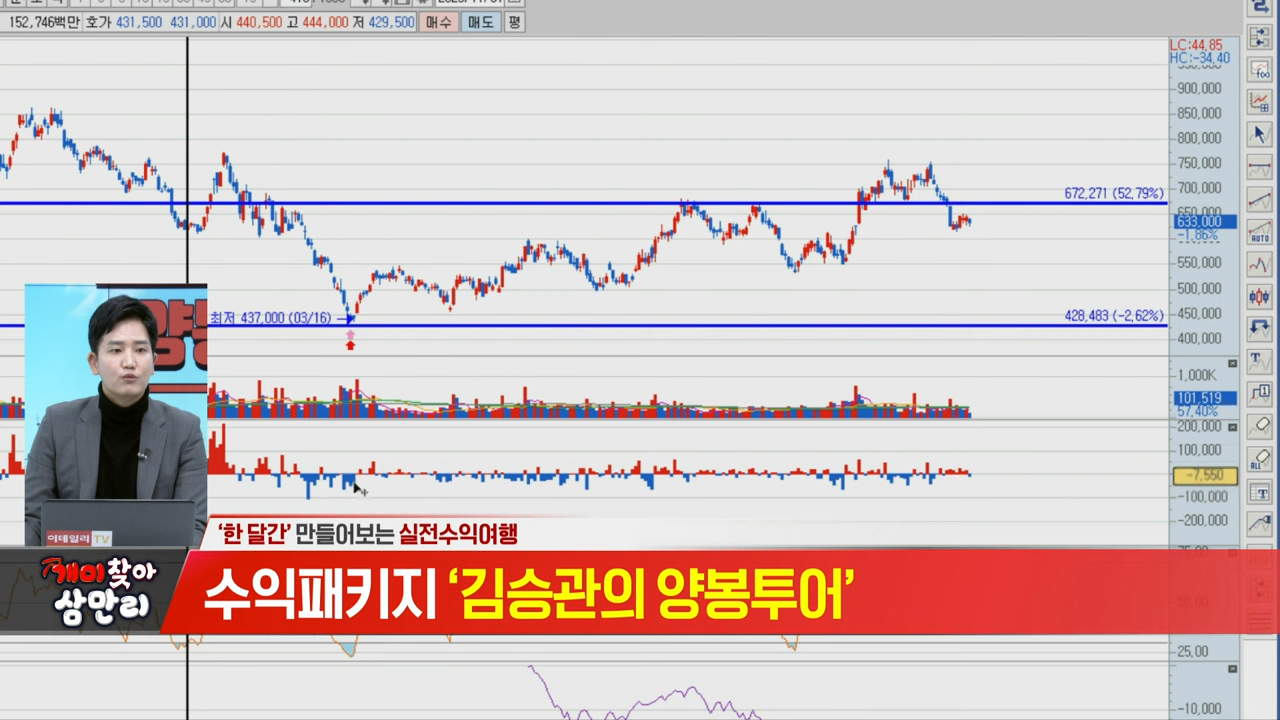 152,746백만 호가 431,500 431,000 시 440,500 고 444,000 저 429,500 매수 매도 평
LC:44,85
HC:-34,40
900,000
850,000
800,000
750,000
700,000
672,271 (52,79%)
650,000
633,000
-1,86%
550,000
500,000
450,000
400,000
최저 437,000 (03/16)
428,483 (-2,62%)
1,000K
101,519
57,40%
200,000
100,000
-7,550
-100,000
-200,000
이데일리 TV
'한 달간' 만들어보는 실전수익여행
개미찾아
삼만리
수익패키지 '김승관의 양봉투어'
25,00
-10,000
f(x)
AUTO
T
1
ALL
T